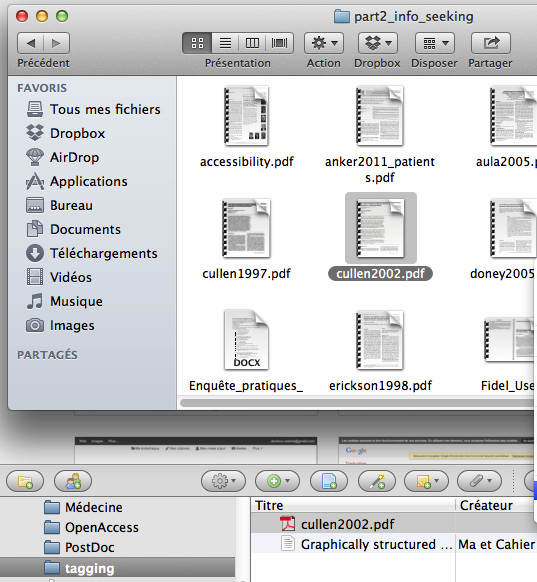 part2_info_seeking
Précédent
Présentation
Action
Dropbox
Disposer
Partager
FAVORIS
Tous mes fichiers
Dropbox
AirDrop
Applications
Bureau
Documents
Téléchargements
Vidéos
Musique
Images
PARTAGÉS
accessibility.pdf
anker2011_patient
s.pdf
aula2005.p
cullen1997.pdf
cullen2002.pdf
doney2005
DOCX
Enquête_pratiques_
erickson1998.pdf
Fidel_Use
Google
Médecine
OpenAccess
PostDoc
tagging
Titre
Créateur
cullen2002.pdf
Graphically structured ...
Ma et Cahier